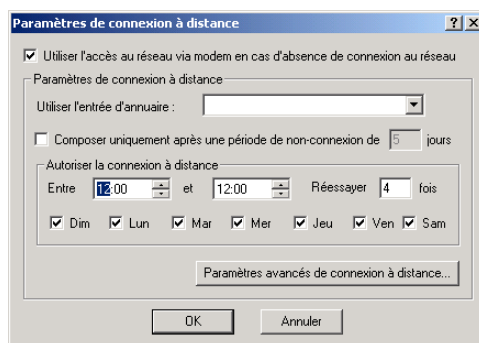 Paramètres de connexion à distance
Utiliser l'accès au réseau via modem en cas d'absence de connexion au réseau
Paramètres de connexion à distance
Utiliser l'entrée d'annuaire :
Composer uniquement après une période de non-connexion de 5 jours
Autoriser la connexion à distance
Entre 12:00 et 12:00 Réessayer 4 fois
Dim Lun Mar Mer Jeu Ven Sam
Paramètres avancés de connexion à distance...
OK Annuler